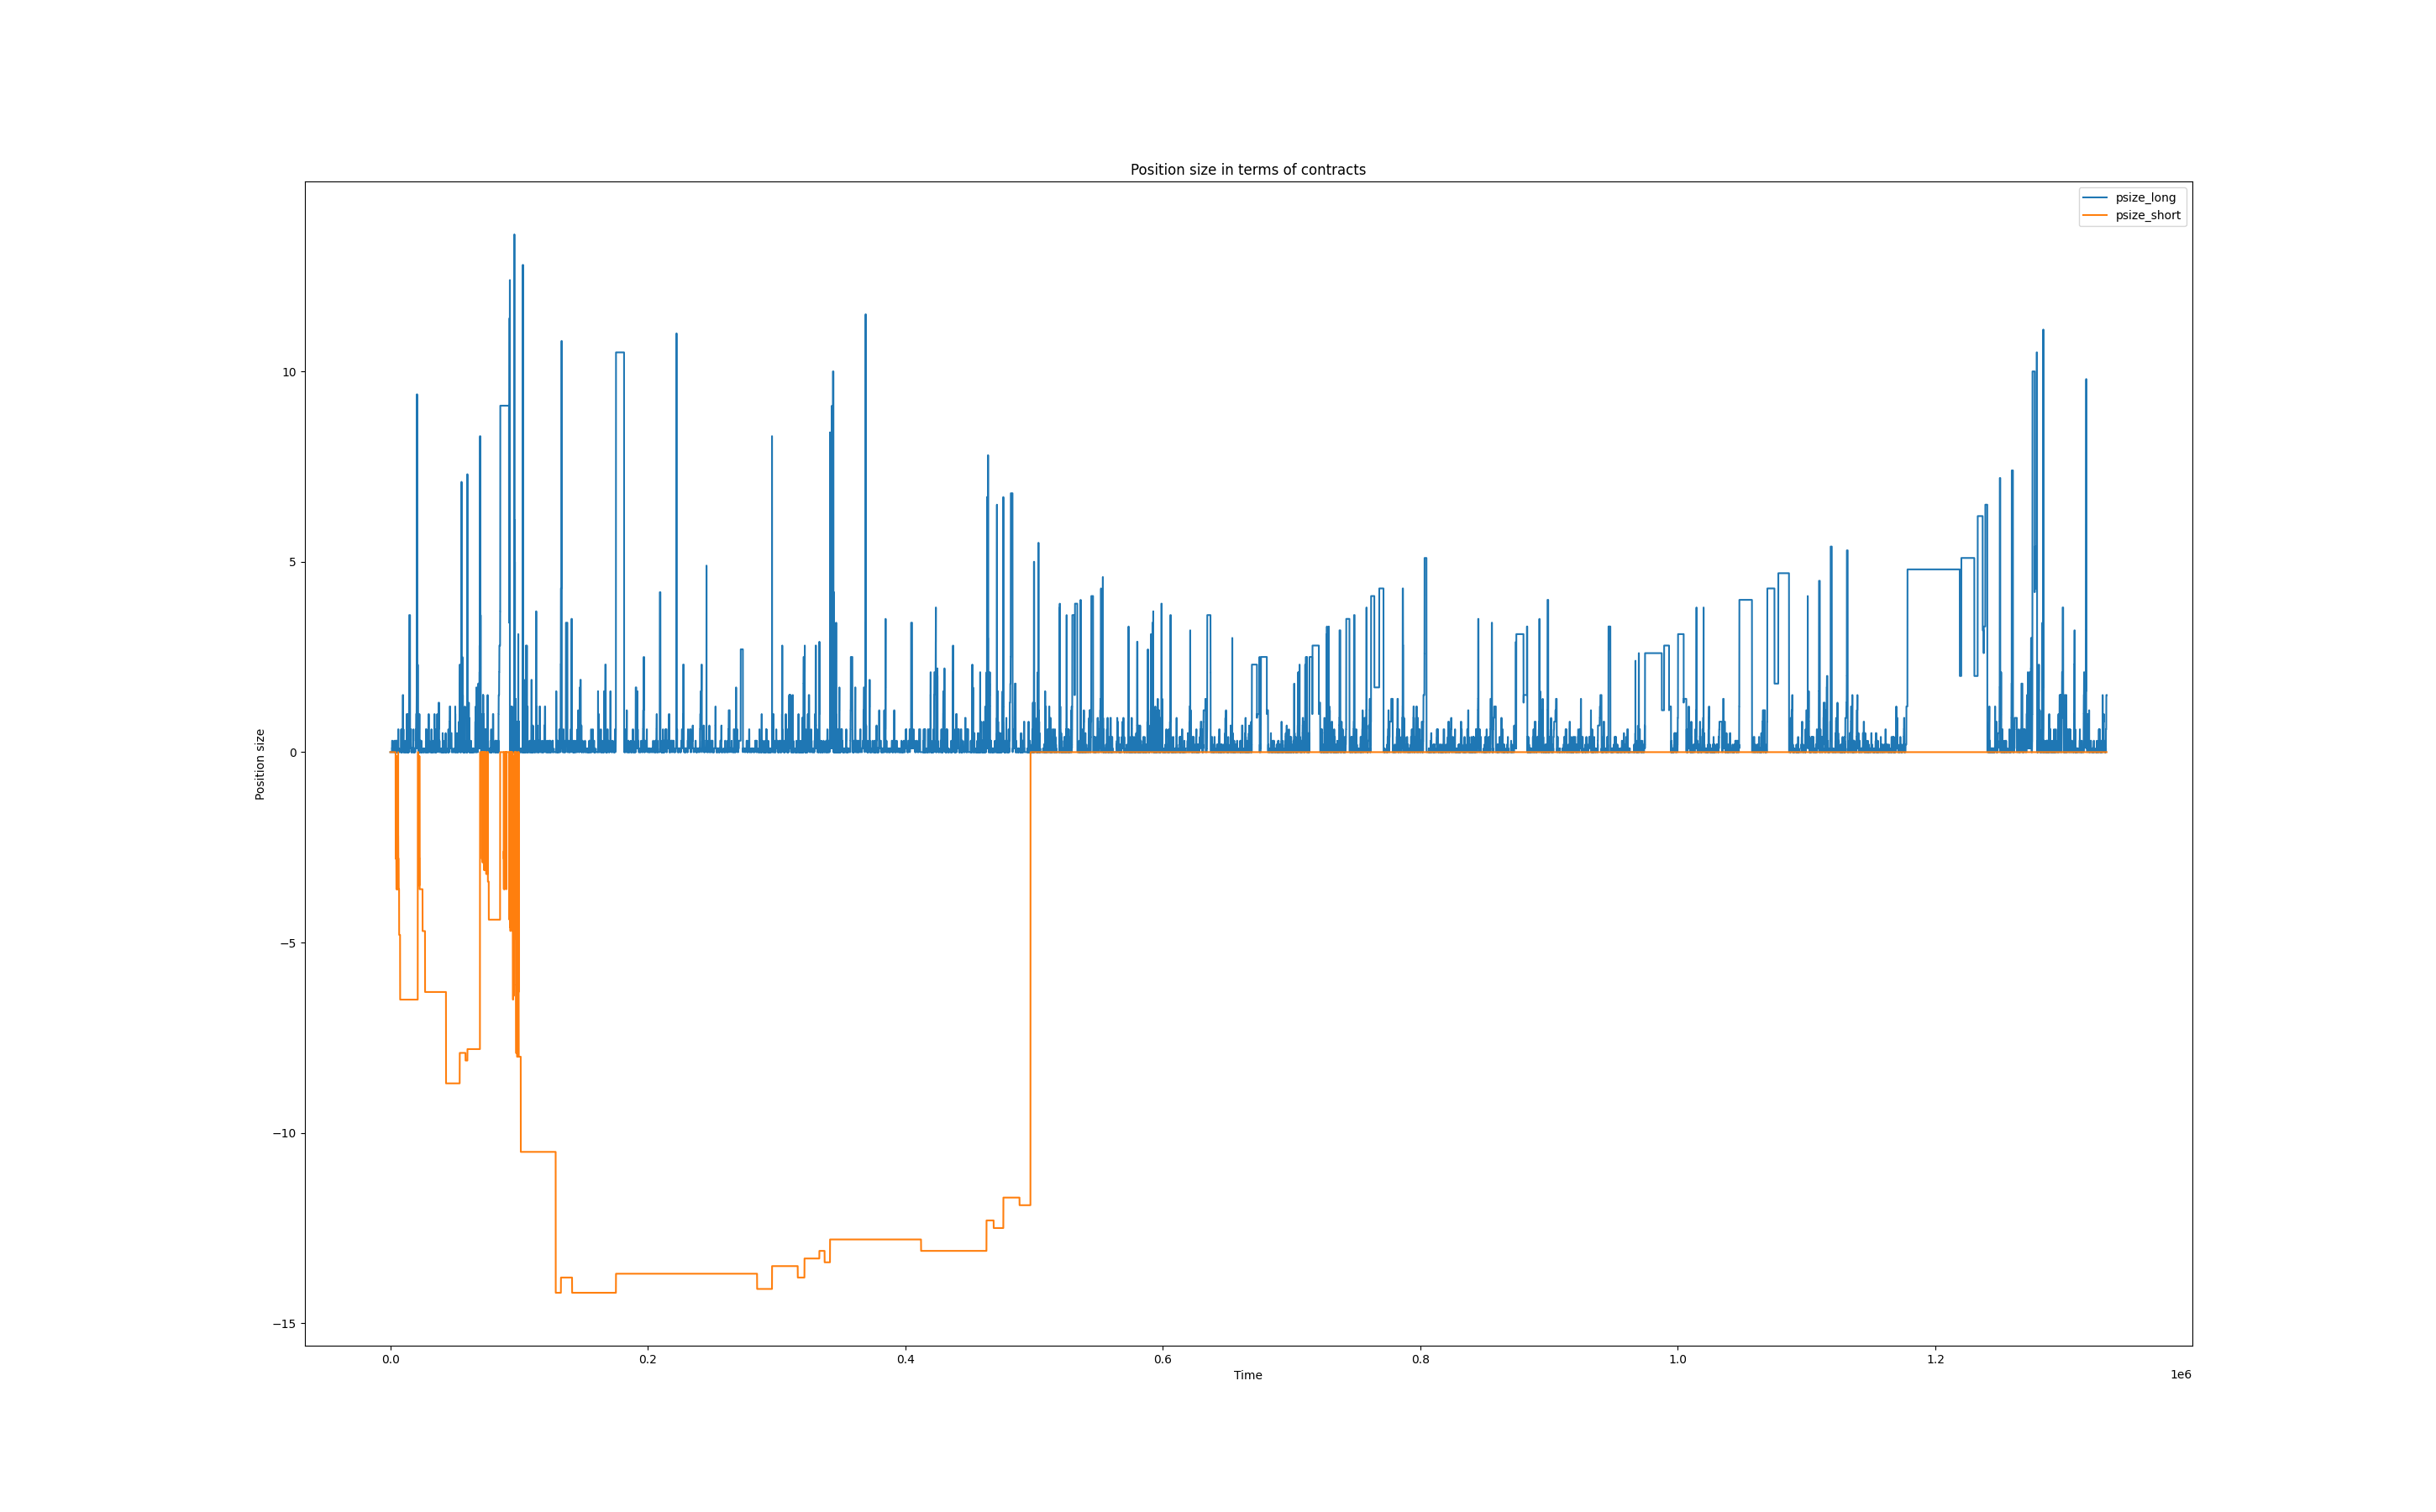 Position size in terms of contracts
psize_long
psize_short
Position size
10
5
0
−5
−10
−15
0.0 0.2 0.4 0.6 0.8 1.0 1.2
Time
1e6